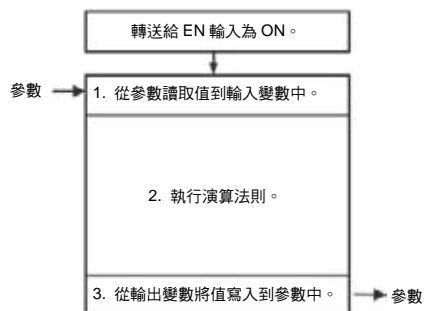 轉送給 EN 輸入為 ON。
參數
1. 從參數讀取值到輸入變數中。
2. 執行演算法則。
3. 從輸出變數將值寫入到參數中。
參數